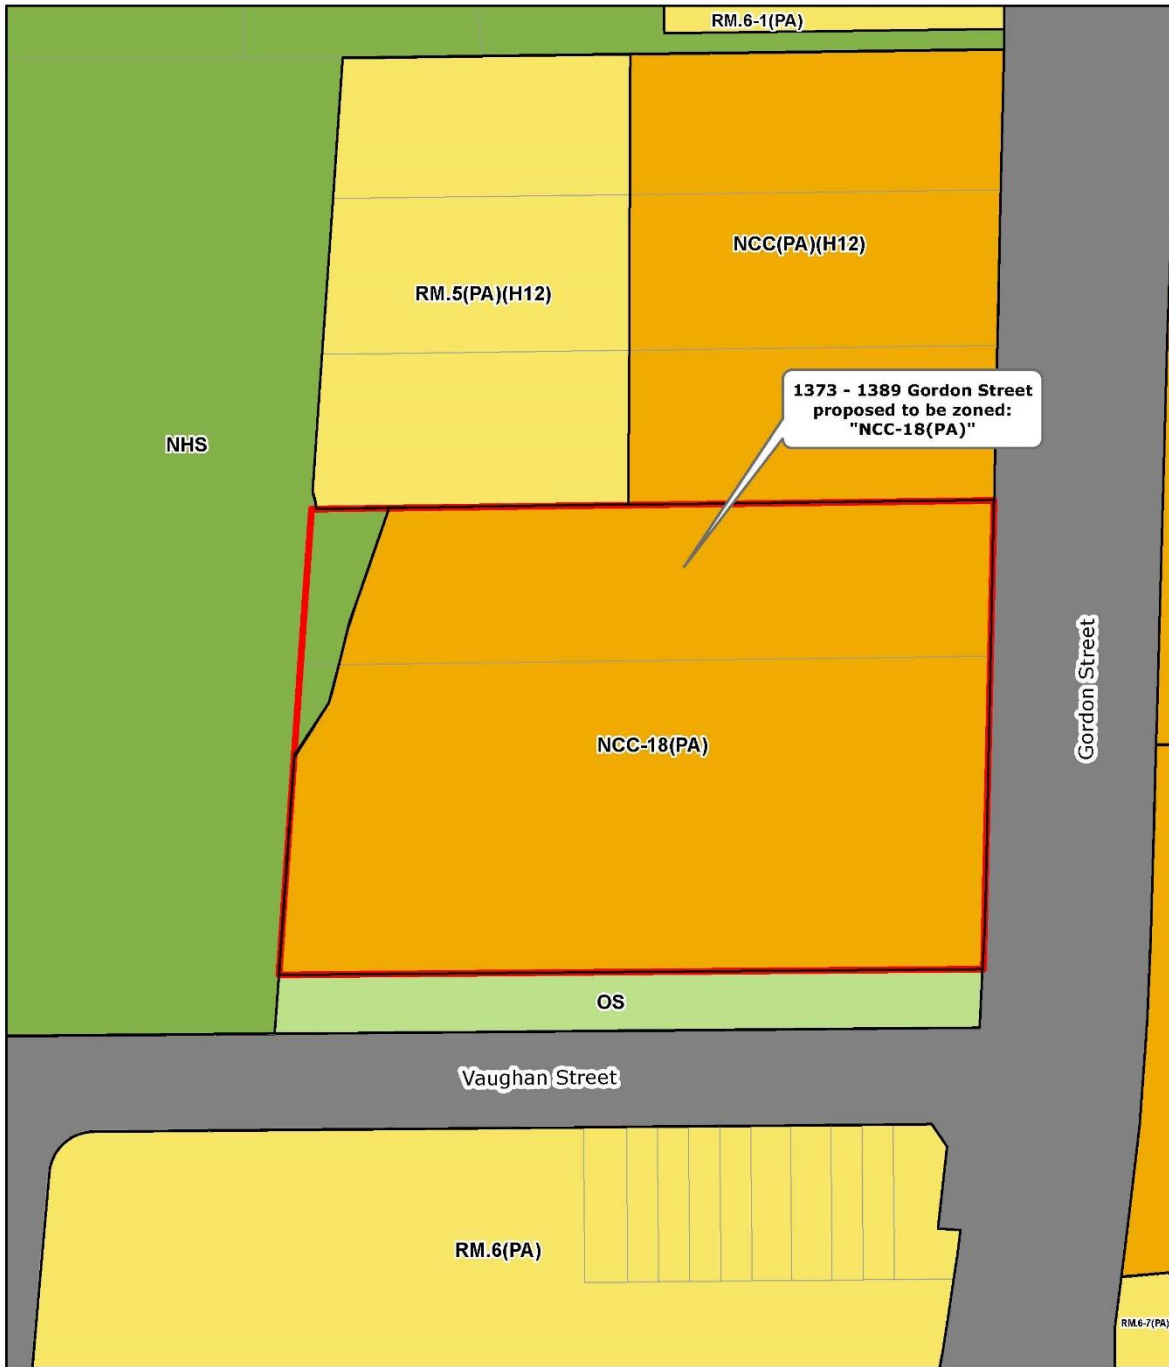 RM.6-1(PA)
NCC(PA)(H12)
RM.5(PA)(H12)
1373 - 1389 Gordon Street
proposed to be zoned:
"NCC-18(PA)"
NHS
Gordon Street
NCC-18(PA)
OS
Vaughan Street
RM.6(PA)
RM.6-7(PA)